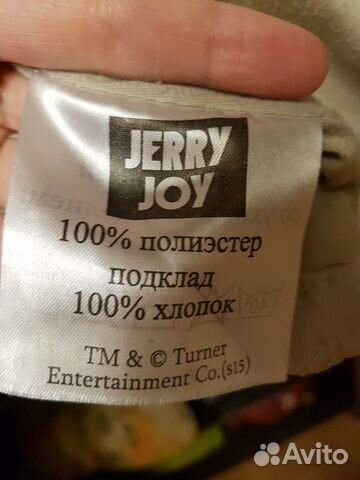 JERRY
JOY
100% полиэстер
подклад
100% хлопок
TM & © Turner
Entertainment Co.(s15)
Avito